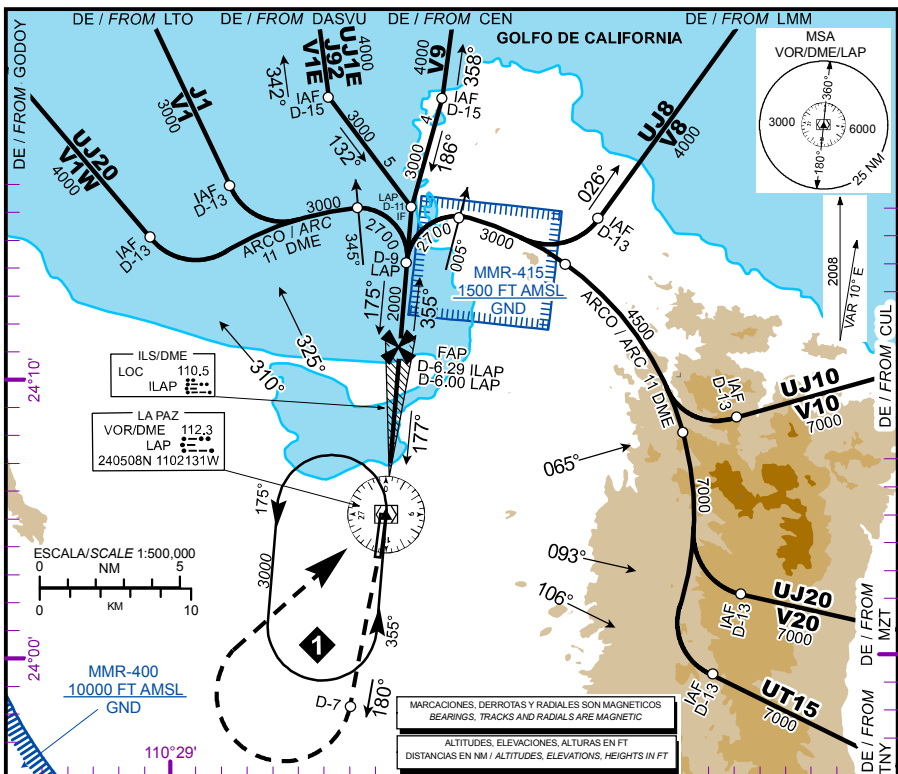 DE / FROM GODOY
DE / FROM LTO
DE / FROM DASVU
DE / FROM CEN
DE / FROM LMM
GOLFO DE CALIFORNIA
MSA
VOR/DME/LAP
360°
3000
6000
180°
25 NM
UJ20
V1W
4000
J1
V1
3000
UJ1E
J92
V1E
4000
342°
V9
4000
358°
UJ8
V8
4000
IAF
D-15
IAF
D-15
3000
5
132°
4
3000
186°
026°
IAF
D-13
IAF
D-13
IAF
D-13
LAP
D-11
IF
3000
ARCO / ARC
11 DME
2700
345°
D-9
LAP
2700
005°
3000
MMR-415
1500 FT AMSL
GND
175°
2000
355°
2008
VAR 10° E
ARCO / ARC 11 DME
4500
325°
310°
FAP
D-6.29 ILAP
D-6.00 LAP
ILS/DME
LOC 110.5
ILAP
24°10'
IAF
D-13
UJ10
V10
7000
DE / FROM CUL
LA PAZ
VOR/DME 112.3
LAP
240508N 1102131W
177°
065°
7000
175°
3000
355°
ESCALA/SCALE 1:500,000
NM
0 5
0 10
KM
093°
106°
IAF
D-13
UJ20
V20
7000
DE / FROM MZT
1
24°00'
MMR-400
10000 FT AMSL
GND
D-7
180°
IAF
D-13
UT15
7000
DE / FROM TNY
MARCACIONES, DERROTAS Y RADIALES SON MAGNETICOS
BEARINGS, TRACKS AND RADIALS ARE MAGNETIC
ALTITUDES, ELEVACIONES, ALTURAS EN FT
DISTANCIAS EN NM / ALTITUDES, ELEVATIONS, HEIGHTS IN FT
110°29'